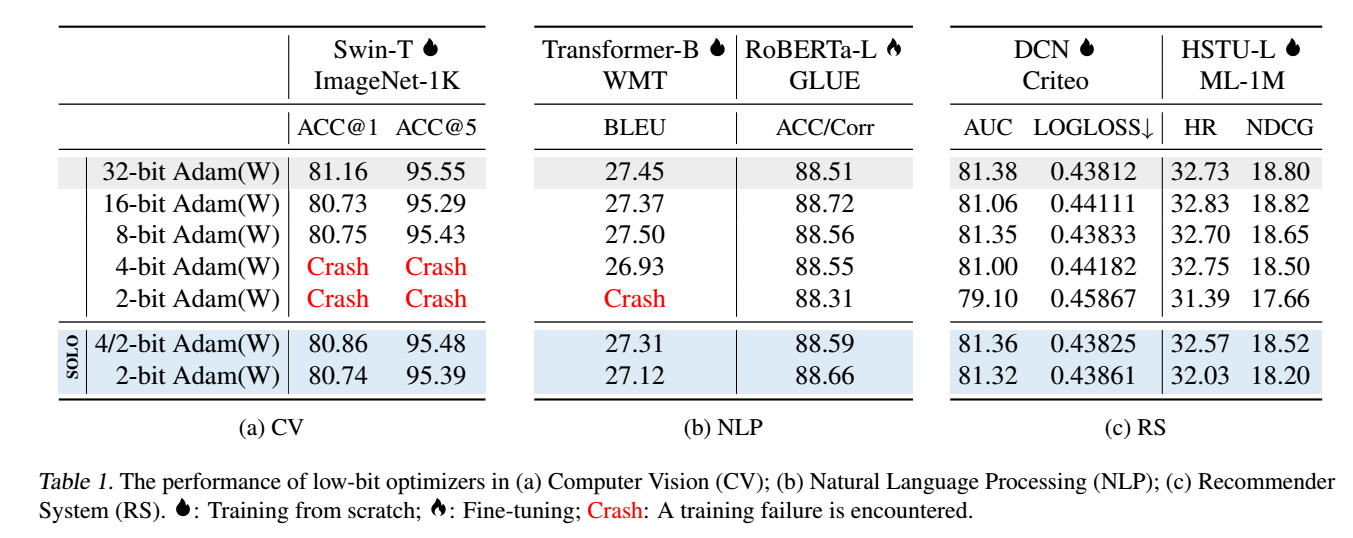 Swin-T
ImageNet-1K
ACC@1 ACC@5
32-bit Adam(W) 81.16 95.55
16-bit Adam(W) 80.73 95.29
8-bit Adam(W) 80.75 95.43
4-bit Adam(W) Crash Crash
2-bit Adam(W) Crash Crash
SOLO
4/2-bit Adam(W) 80.86 95.48
2-bit Adam(W) 80.74 95.39
(a) CV
Transformer-B RoBERTa-L
WMT GLUE
BLEU ACC/Corr
27.45 88.51
27.37 88.72
27.50 88.56
26.93 88.55
Crash 88.31
27.31 88.59
27.12 88.66
(b) NLP
DCN HSTU-L
Criteo ML-1M
AUC LOGLOSS↓ HR NDCG
81.38 0.43812 32.73 18.80
81.06 0.44111 32.83 18.82
81.35 0.43833 32.70 18.65
81.00 0.44182 32.75 18.50
79.10 0.45867 31.39 17.66
81.36 0.43825 32.57 18.52
81.32 0.43861 32.03 18.20
(c) RS
Table 1. The performance of low-bit optimizers in (a) Computer Vision (CV); (b) Natural Language Processing (NLP); (c) Recommender
System (RS). : Training from scratch; : Fine-tuning; Crash: A training failure is encountered.